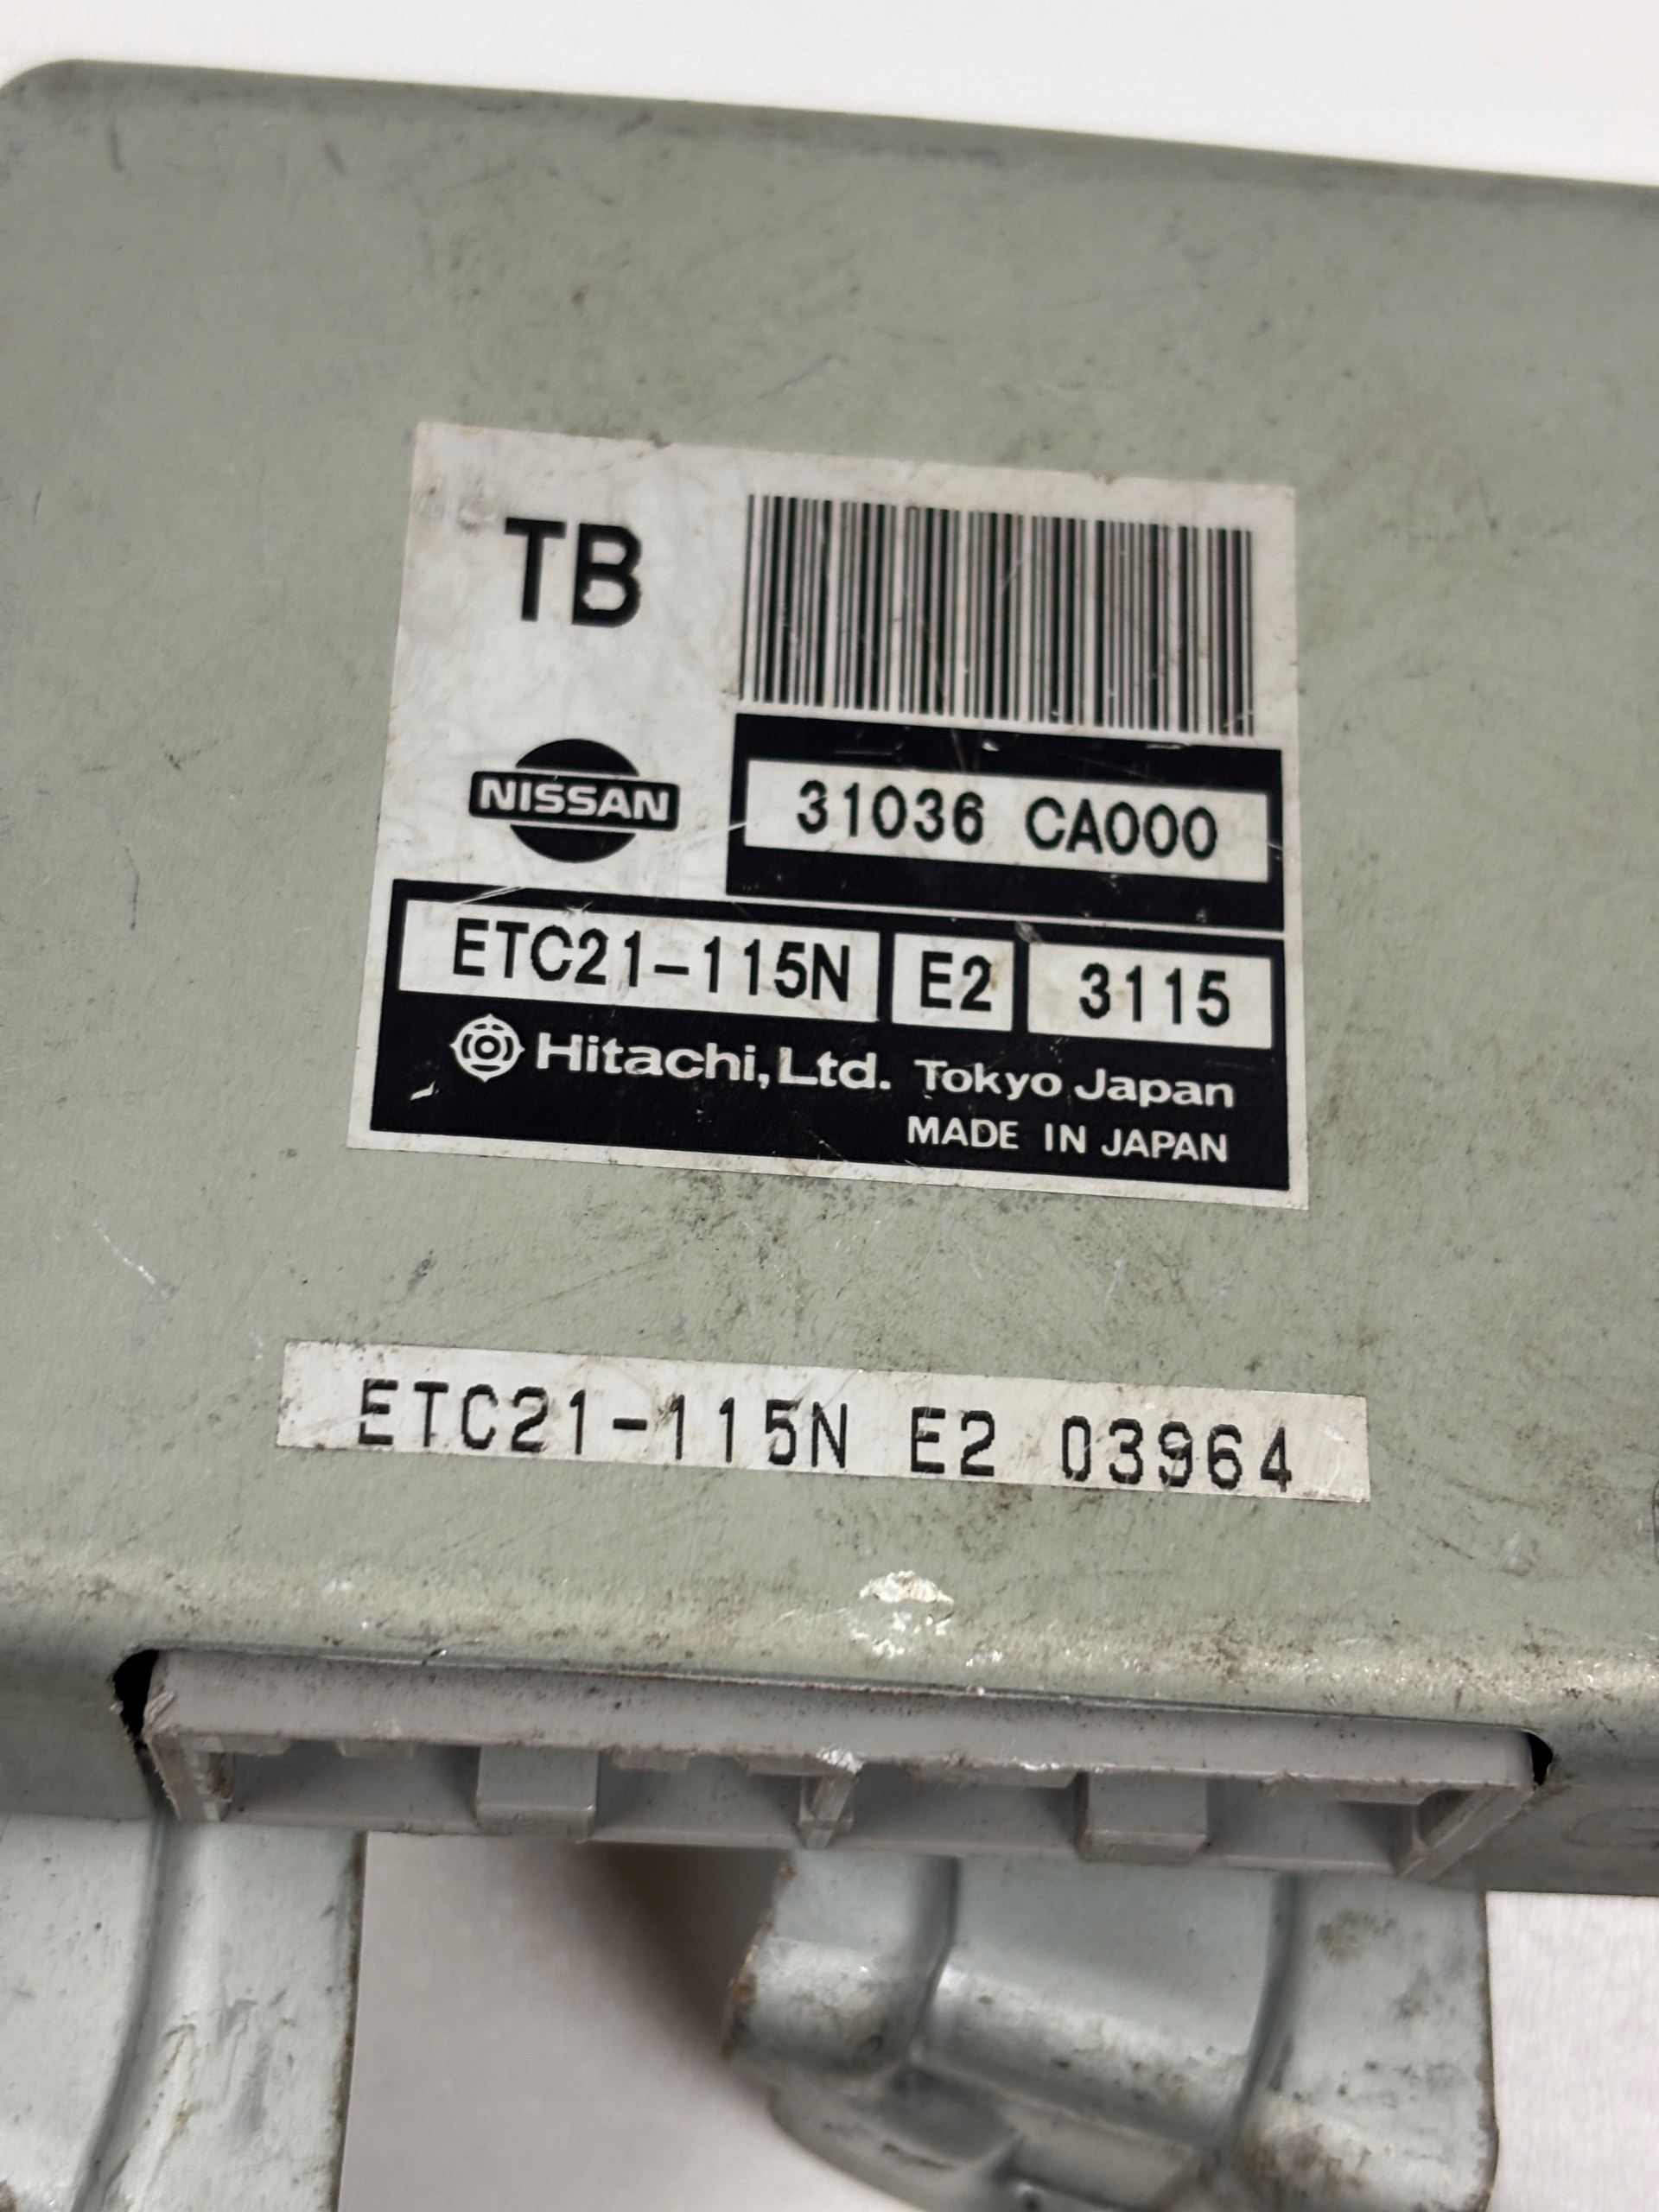 TB
NISSAN
31036 CA000
ETC21-115N E2 3115
Hitachi, Ltd. Tokyo Japan
MADE IN JAPAN
ETC21-115N E2 03964